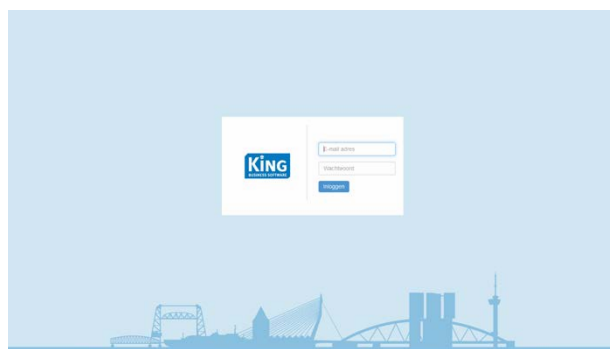 KiNG
BUSINESS SOFTWARE
E-mail adres
Wachtwoord
Inloggen